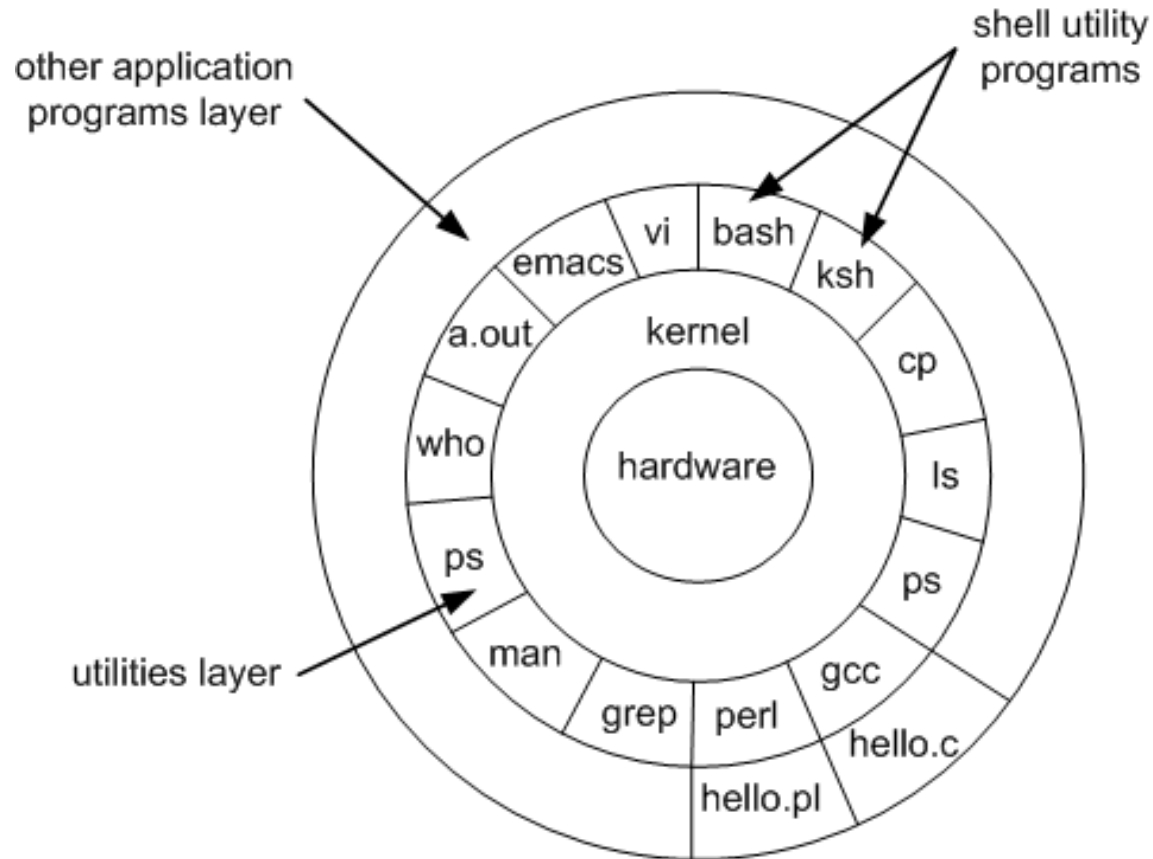 shell utility
programs
other application
programs layer
vi
bash
emacs
ksh
a.out
kernel
cp
who
hardware
ls
ps
ps
man
gcc
utilities layer
grep
perl
hello.c
hello.pl